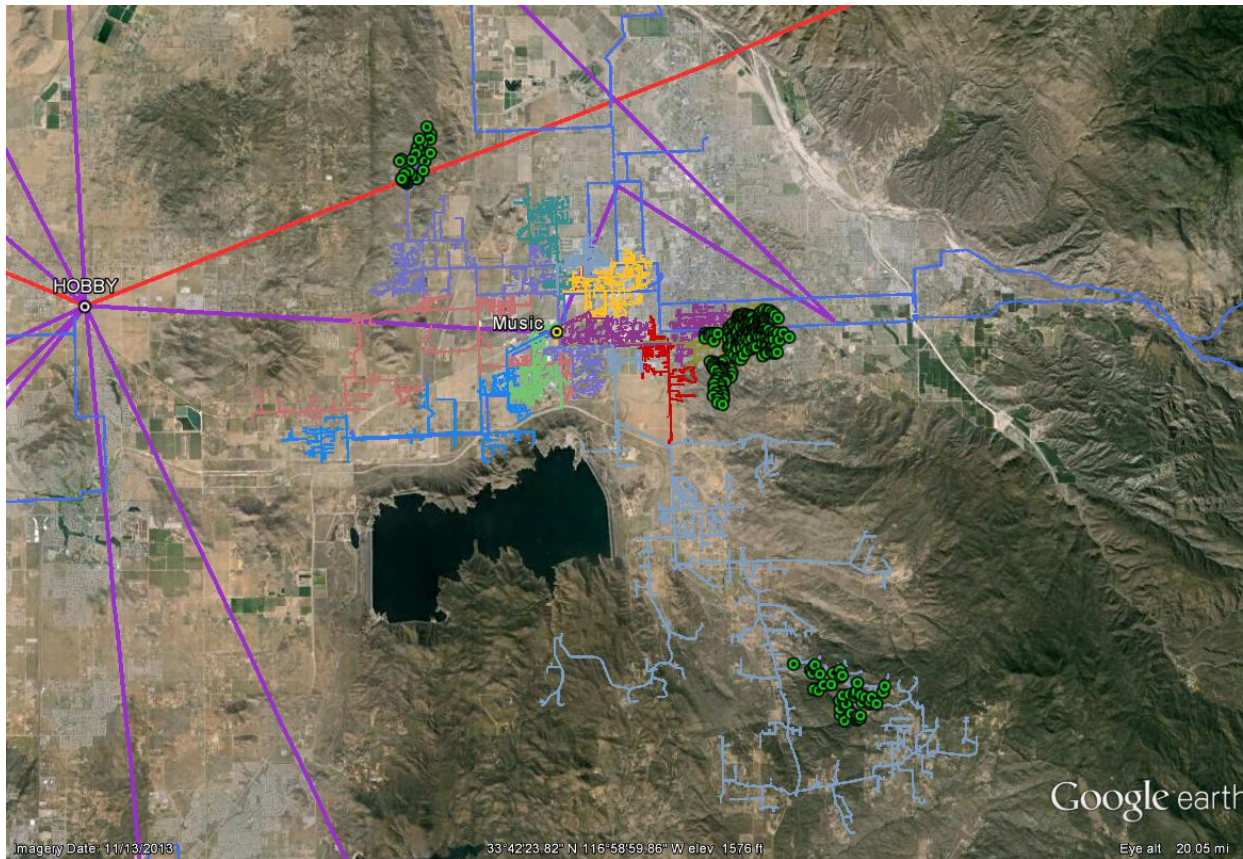 HOBBY
Music
Google earth
Imagery Date: 11/13/2013 33°42'23.82" N 116°58'59.86" W elev 1576 ft Eye alt 20.05 mi